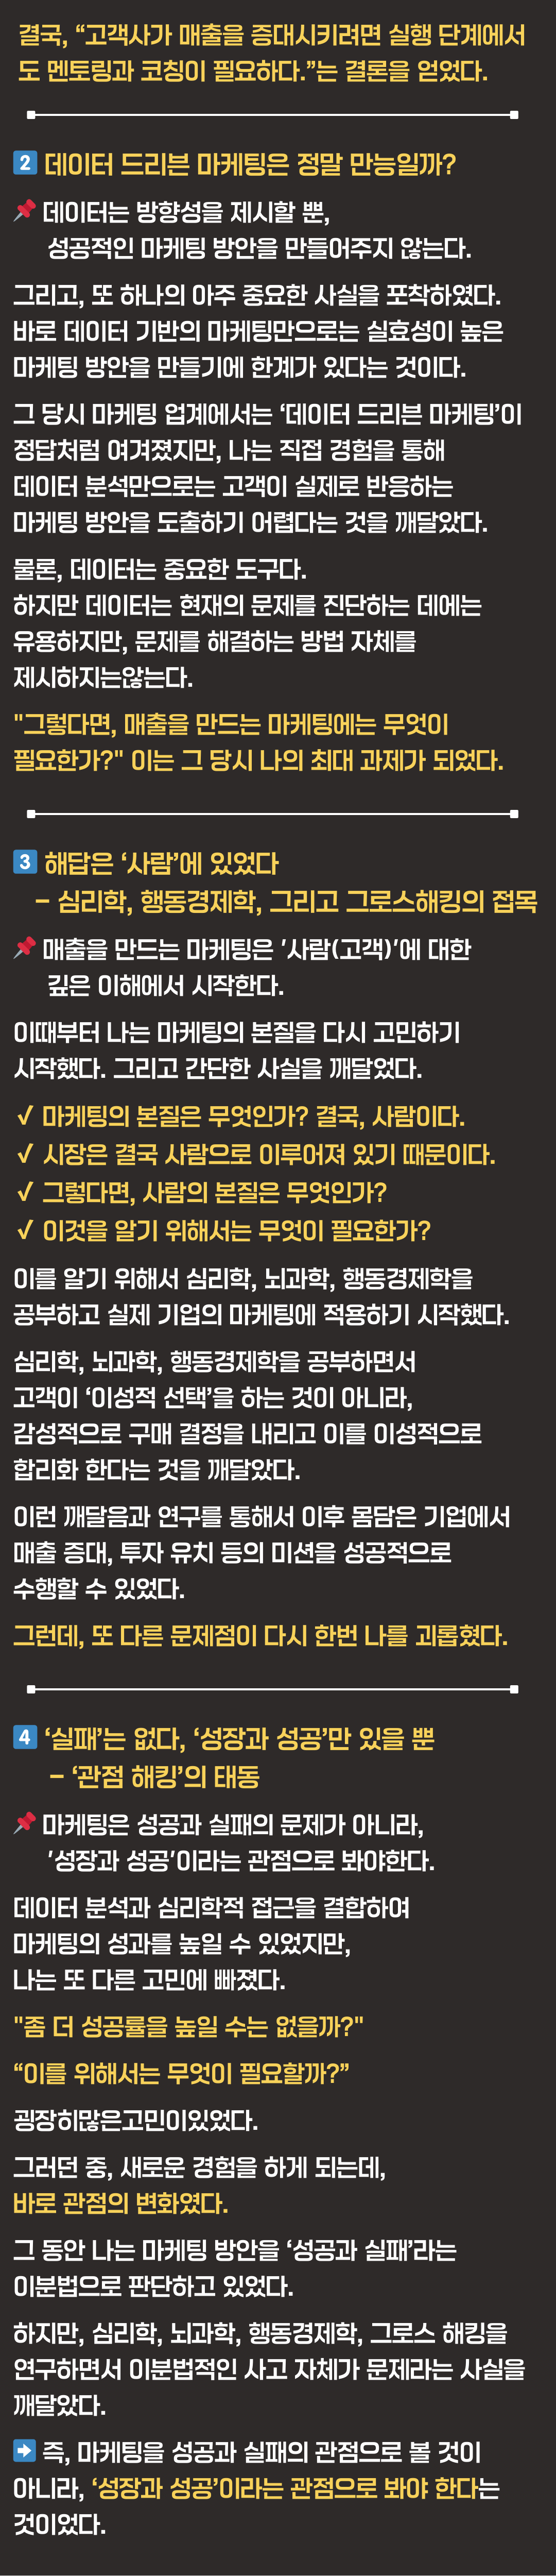 결국, “고객사가 매출을 증대시키려면 실행 단계에서
도 멘토링과 코칭이 필요하다.”는 결론을 얻었다.
2 데이터 드리븐 마케팅은 정말 만능일까?
📌 데이터는 방향성을 제시할 뿐,
성공적인 마케팅 방안을 만들어주지 않는다.
그리고, 또 하나의 아주 중요한 사실을 포착하였다.
바로 데이터 기반의 마케팅만으로는 실효성이 높은
마케팅 방안을 만들기에 한계가 있다는 것이다.
그 당시 마케팅 업계에서는 ‘데이터 드리븐 마케팅’이
정답처럼 여겨졌지만, 나는 직접 경험을 통해
데이터 분석만으로는 고객이 실제로 반응하는
마케팅 방안을 도출하기 어렵다는 것을 깨달았다.
물론, 데이터는 중요한 도구다.
하지만 데이터는 현재의 문제를 진단하는 데에는
유용하지만, 문제를 해결하는 방법 자체를
제시하지는않는다.
"그렇다면, 매출을 만드는 마케팅에는 무엇이
필요한가?" 이는 그 당시 나의 최대 과제가 되었다.
3 해답은 ‘사람’에 있었다
– 심리학, 행동경제학, 그리고 그로스해킹의 접목
📌 매출을 만드는 마케팅은 '사람(고객)'에 대한
깊은 이해에서 시작한다.
이때부터 나는 마케팅의 본질을 다시 고민하기
시작했다. 그리고 간단한 사실을 깨달었다.
✓ 마케팅의 본질은 무엇인가? 결국, 사람이다.
✓ 시장은 결국 사람으로 이루어져 있기 때문이다.
✓ 그렇다면, 사람의 본질은 무엇인가?
✓ 이것을 알기 위해서는 무엇이 필요한가?
이를 알기 위해서 심리학, 뇌과학, 행동경제학을
공부하고 실제 기업의 마케팅에 적용하기 시작했다.
심리학, 뇌과학, 행동경제학을 공부하면서
고객이 ‘이성적 선택’을 하는 것이 아니라,
감성적으로 구매 결정을 내리고 이를 이성적으로
합리화 한다는 것을 깨달았다.
이런 깨달음과 연구를 통해서 이후 몸담은 기업에서
매출 증대, 투자 유치 등의 미션을 성공적으로
수행할 수 있었다.
그런데, 또 다른 문제점이 다시 한번 나를 괴롭혔다.
4 ‘실패’는 없다, ‘성장과 성공’만 있을 뿐
– ‘관점 해킹’의 태동
📌 마케팅은 성공과 실패의 문제가 아니라,
'성장과 성공'이라는 관점으로 봐야한다.
데이터 분석과 심리학적 접근을 결합하여
마케팅의 성과를 높일 수 있었지만,
나는 또 다른 고민에 빠졌다.
"좀 더 성공률을 높일 수는 없을까?"
“이를 위해서는 무엇이 필요할까?”
굉장히많은고민이있었다.
그러던 중, 새로운 경험을 하게 되는데,
바로 관점의 변화였다.
그 동안 나는 마케팅 방안을 ‘성공과 실패’라는
이분법으로 판단하고 있었다.
하지만, 심리학, 뇌과학, 행동경제학, 그로스 해킹을
연구하면서 이분법적인 사고 자체가 문제라는 사실을
깨달았다.
➡ 즉, 마케팅을 성공과 실패의 관점으로 볼 것이
아니라, ‘성장과 성공’이라는 관점으로 봐야 한다는
것이었다.